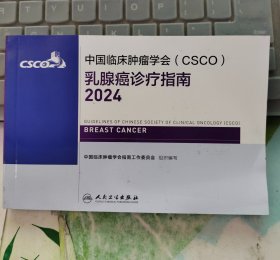 CSCO
中国临床肿瘤学会（CSCO）
乳腺癌诊疗指南
2024
GUIDELINES OF CHINESE SOCIETY OF CLINICAL ONCOLOGY (CSCO)
BREAST CANCER
中国临床肿瘤学会指南工作委员会 组织编写
人民卫生出版社